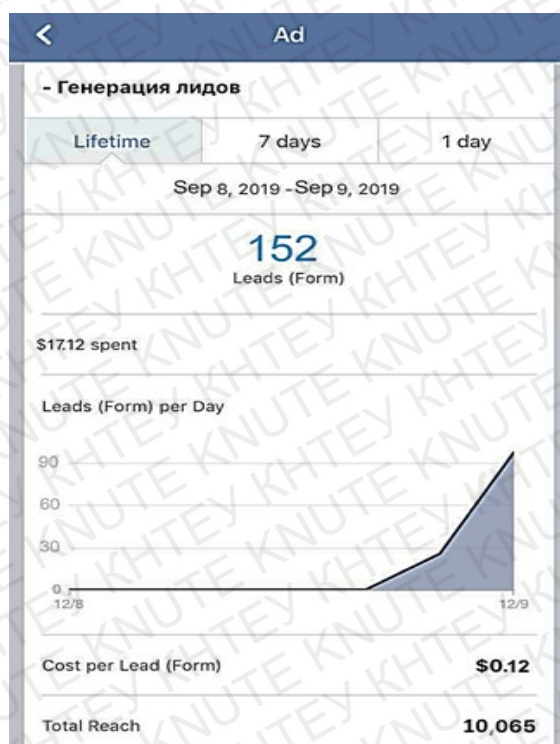 Ad
- Генерация лидов
Lifetime 7 days 1 day
Sep 8, 2019 -Sep 9, 2019
152
Leads (Form)
$17.12 spent
Leads (Form) per Day
90
60
30
0
12/8 12/9
Cost per Lead (Form) $0.12
Total Reach 10,065
КНТЕУ KNUTE